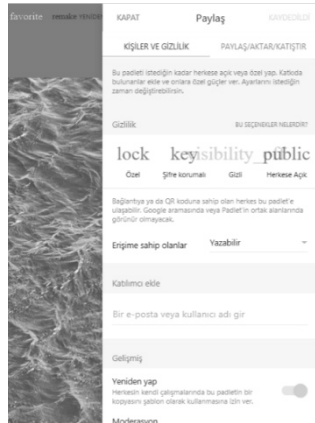 favorite remake YENİDEN
KAPAT Paylaş KAYDEDİLDİ
KİŞİLER VE GİZLİLİK PAYLAŞ/AKTAR/KATIŞTIR
Bu padleti istediğin kadar herkese açık veya özel yap. Katkıda
bulunanlar ekle ve onlara özel güçler ver. Ayarlarını istediğin
zaman değiştirebilirsin.
Gizlilik BU SEÇENEKLER NELERDİR?
lock key visibility_ public
Özel Şifre korumalı Gizli Herkese Açık
Bağlantıya ya da QR koduna sahip olan herkes bu padlet'e
ulaşabilir. Google aramasında veya Padlet'in ortak alanlarında
görünür olmayacak.
Erişime sahip olanlar Yazabilir
Katılımcı ekle
Bir e-posta veya kullanıcı adı gir
Gelişmiş
Yeniden yap
Herkesin kendi çalışmalarında bu padletin bir
kopyasını şablon olarak kullanmasına izin ver.
Moderasyon